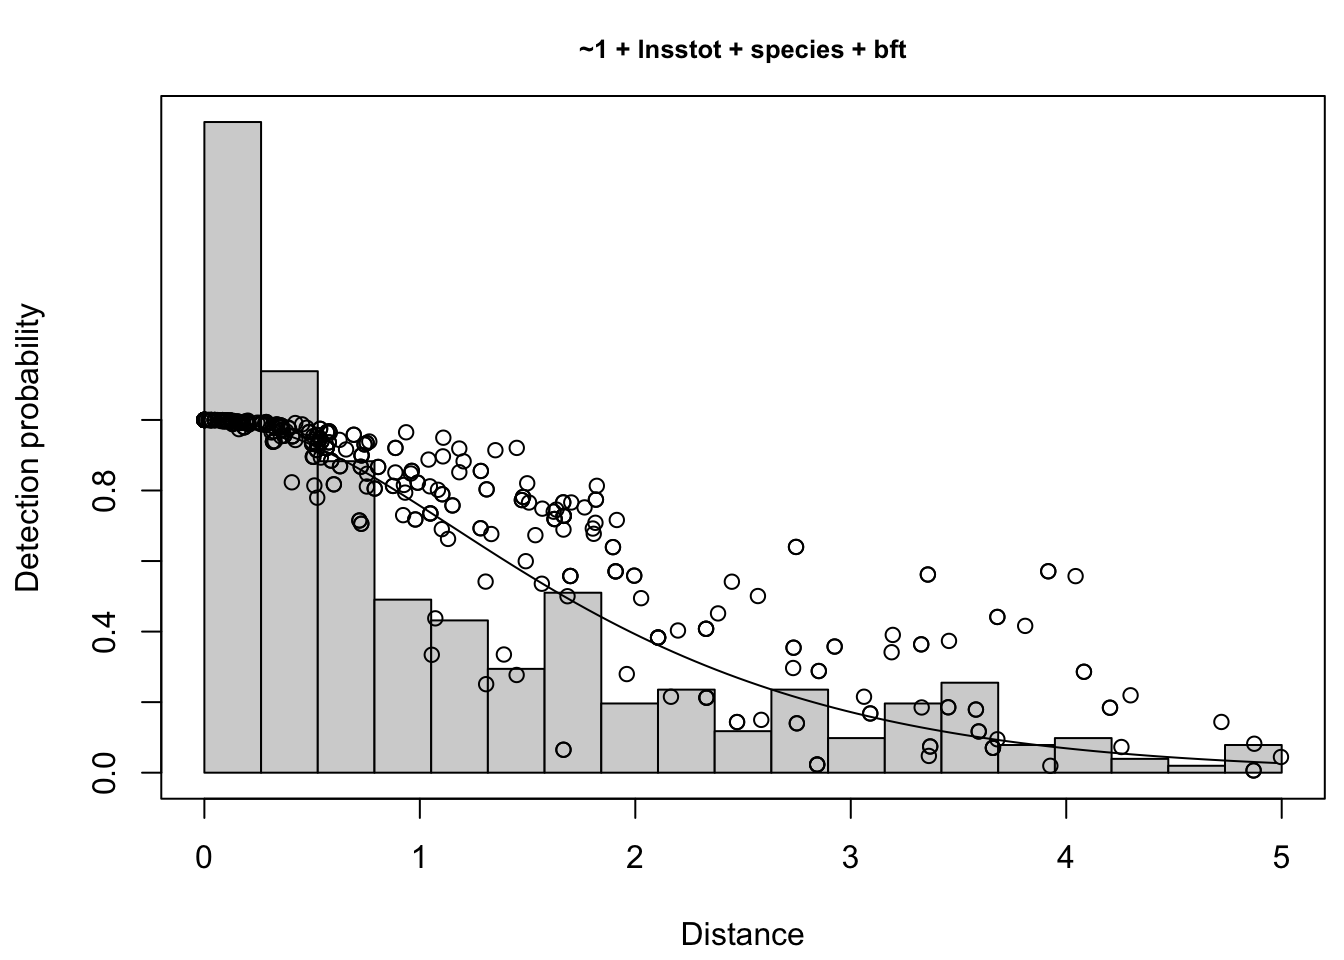 ~1 + lnsstot + species + bft
Detection probability
0.8
0.4
0.0
0 1 2 3 4 5
Distance